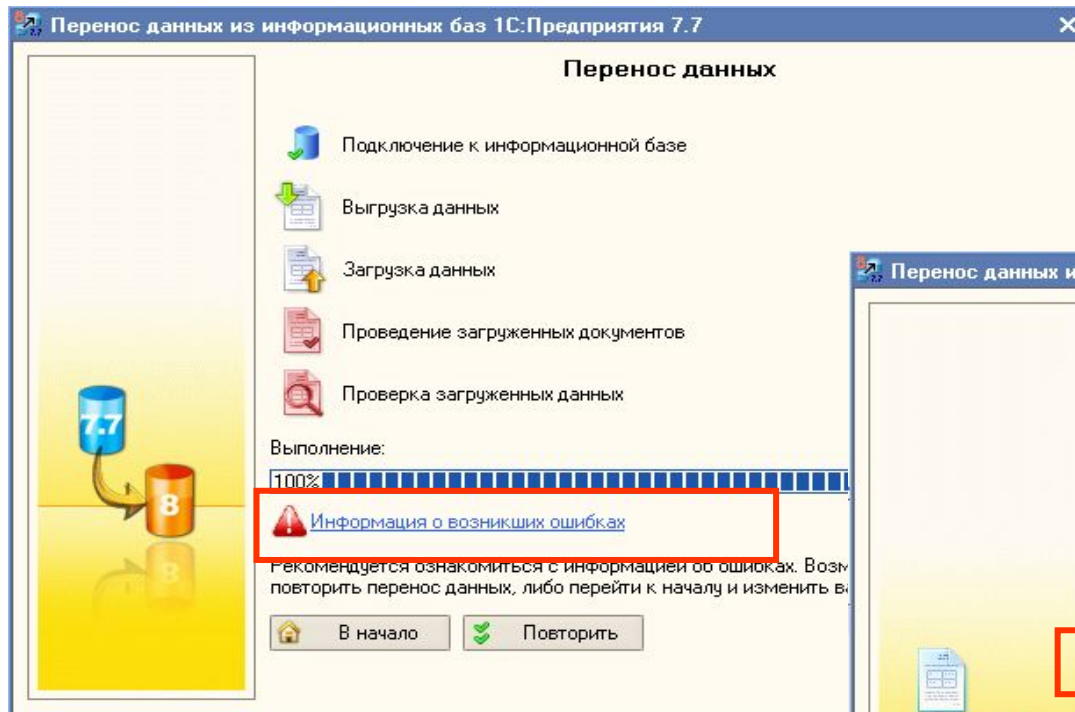 Перенос данных из информационных баз 1С:Предприятия 7.7
Перенос данных
Подключение к информационной базе
Выгрузка данных
Загрузка данных
Проведение загруженных документов
Проверка загруженных данных
Выполнение:
100%
Информация о возникших ошибках
Рекомендуется ознакомиться с информацией об ошибках. Возм
повторить перенос данных, либо перейти к началу и изменить ва
В начало
Повторить
7.7
8
Перенос данных и